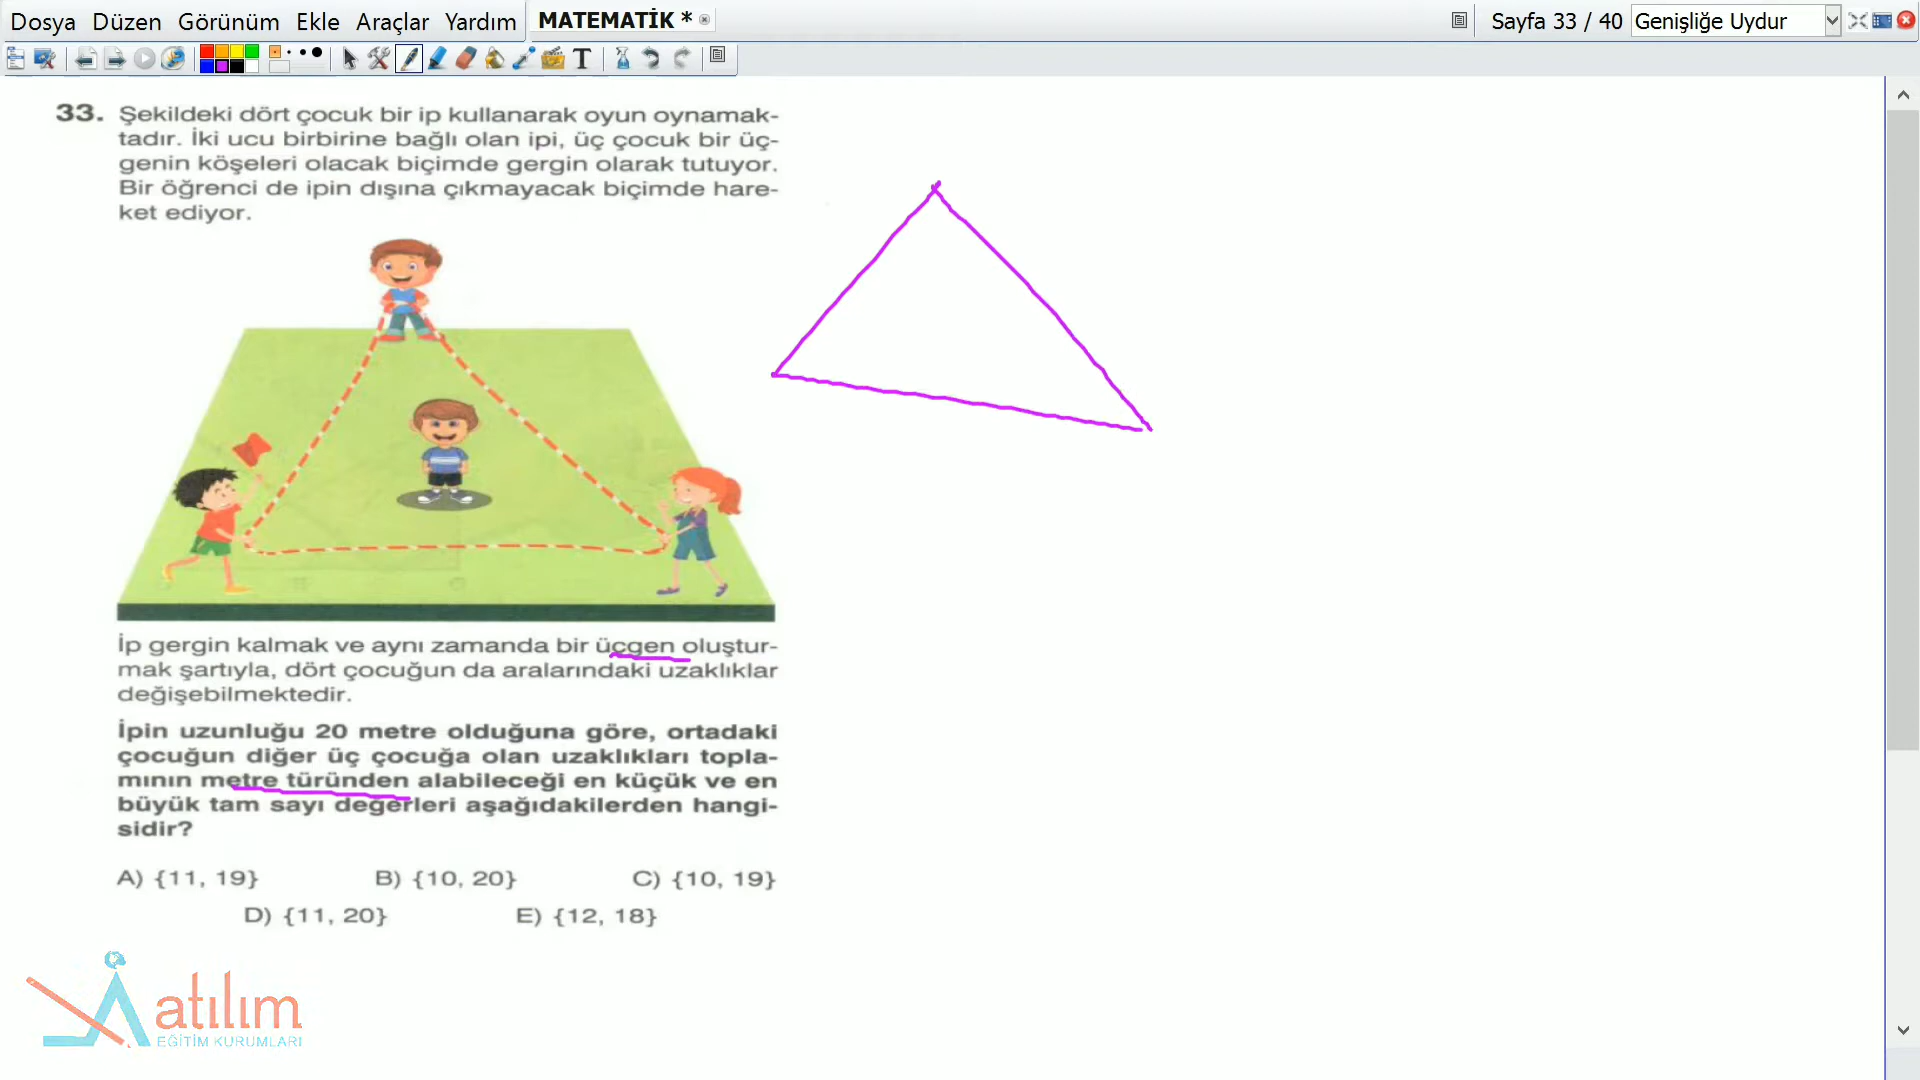 Dosya Düzen Görünüm Ekle Araçlar Yardım MATEMATİK * Sayfa 33 / 40 Genişliğe Uydur
T
33. Şekildeki dört çocuk bir ip kullanarak oyun oynamak-
tadır. İki ucu birbirine bağlı olan ipi, üç çocuk bir üç-
genin köşeleri olacak biçimde gergin olarak tutuyor.
Bir öğrenci de ipin dışına çıkmayacak biçimde hare-
ket ediyor.
İp gergin kalmak ve aynı zamanda bir üçgen oluştur-
mak şartıyla, dört çocuğun da aralarındaki uzaklıklar
değişebilmektedir.
İpin uzunluğu 20 metre olduğuna göre, ortadaki
çocuğun diğer üç çocuğa olan uzaklıkları topla-
mının metre türünden alabileceği en küçük ve en
büyük tam sayı değerleri aşağıdakilerden hangi-
sidir?
A) {11, 19} B) {10, 20} C) {10, 19}
D) {11, 20} E) {12, 18}
atılım
EĞİTİM KURUMLARI